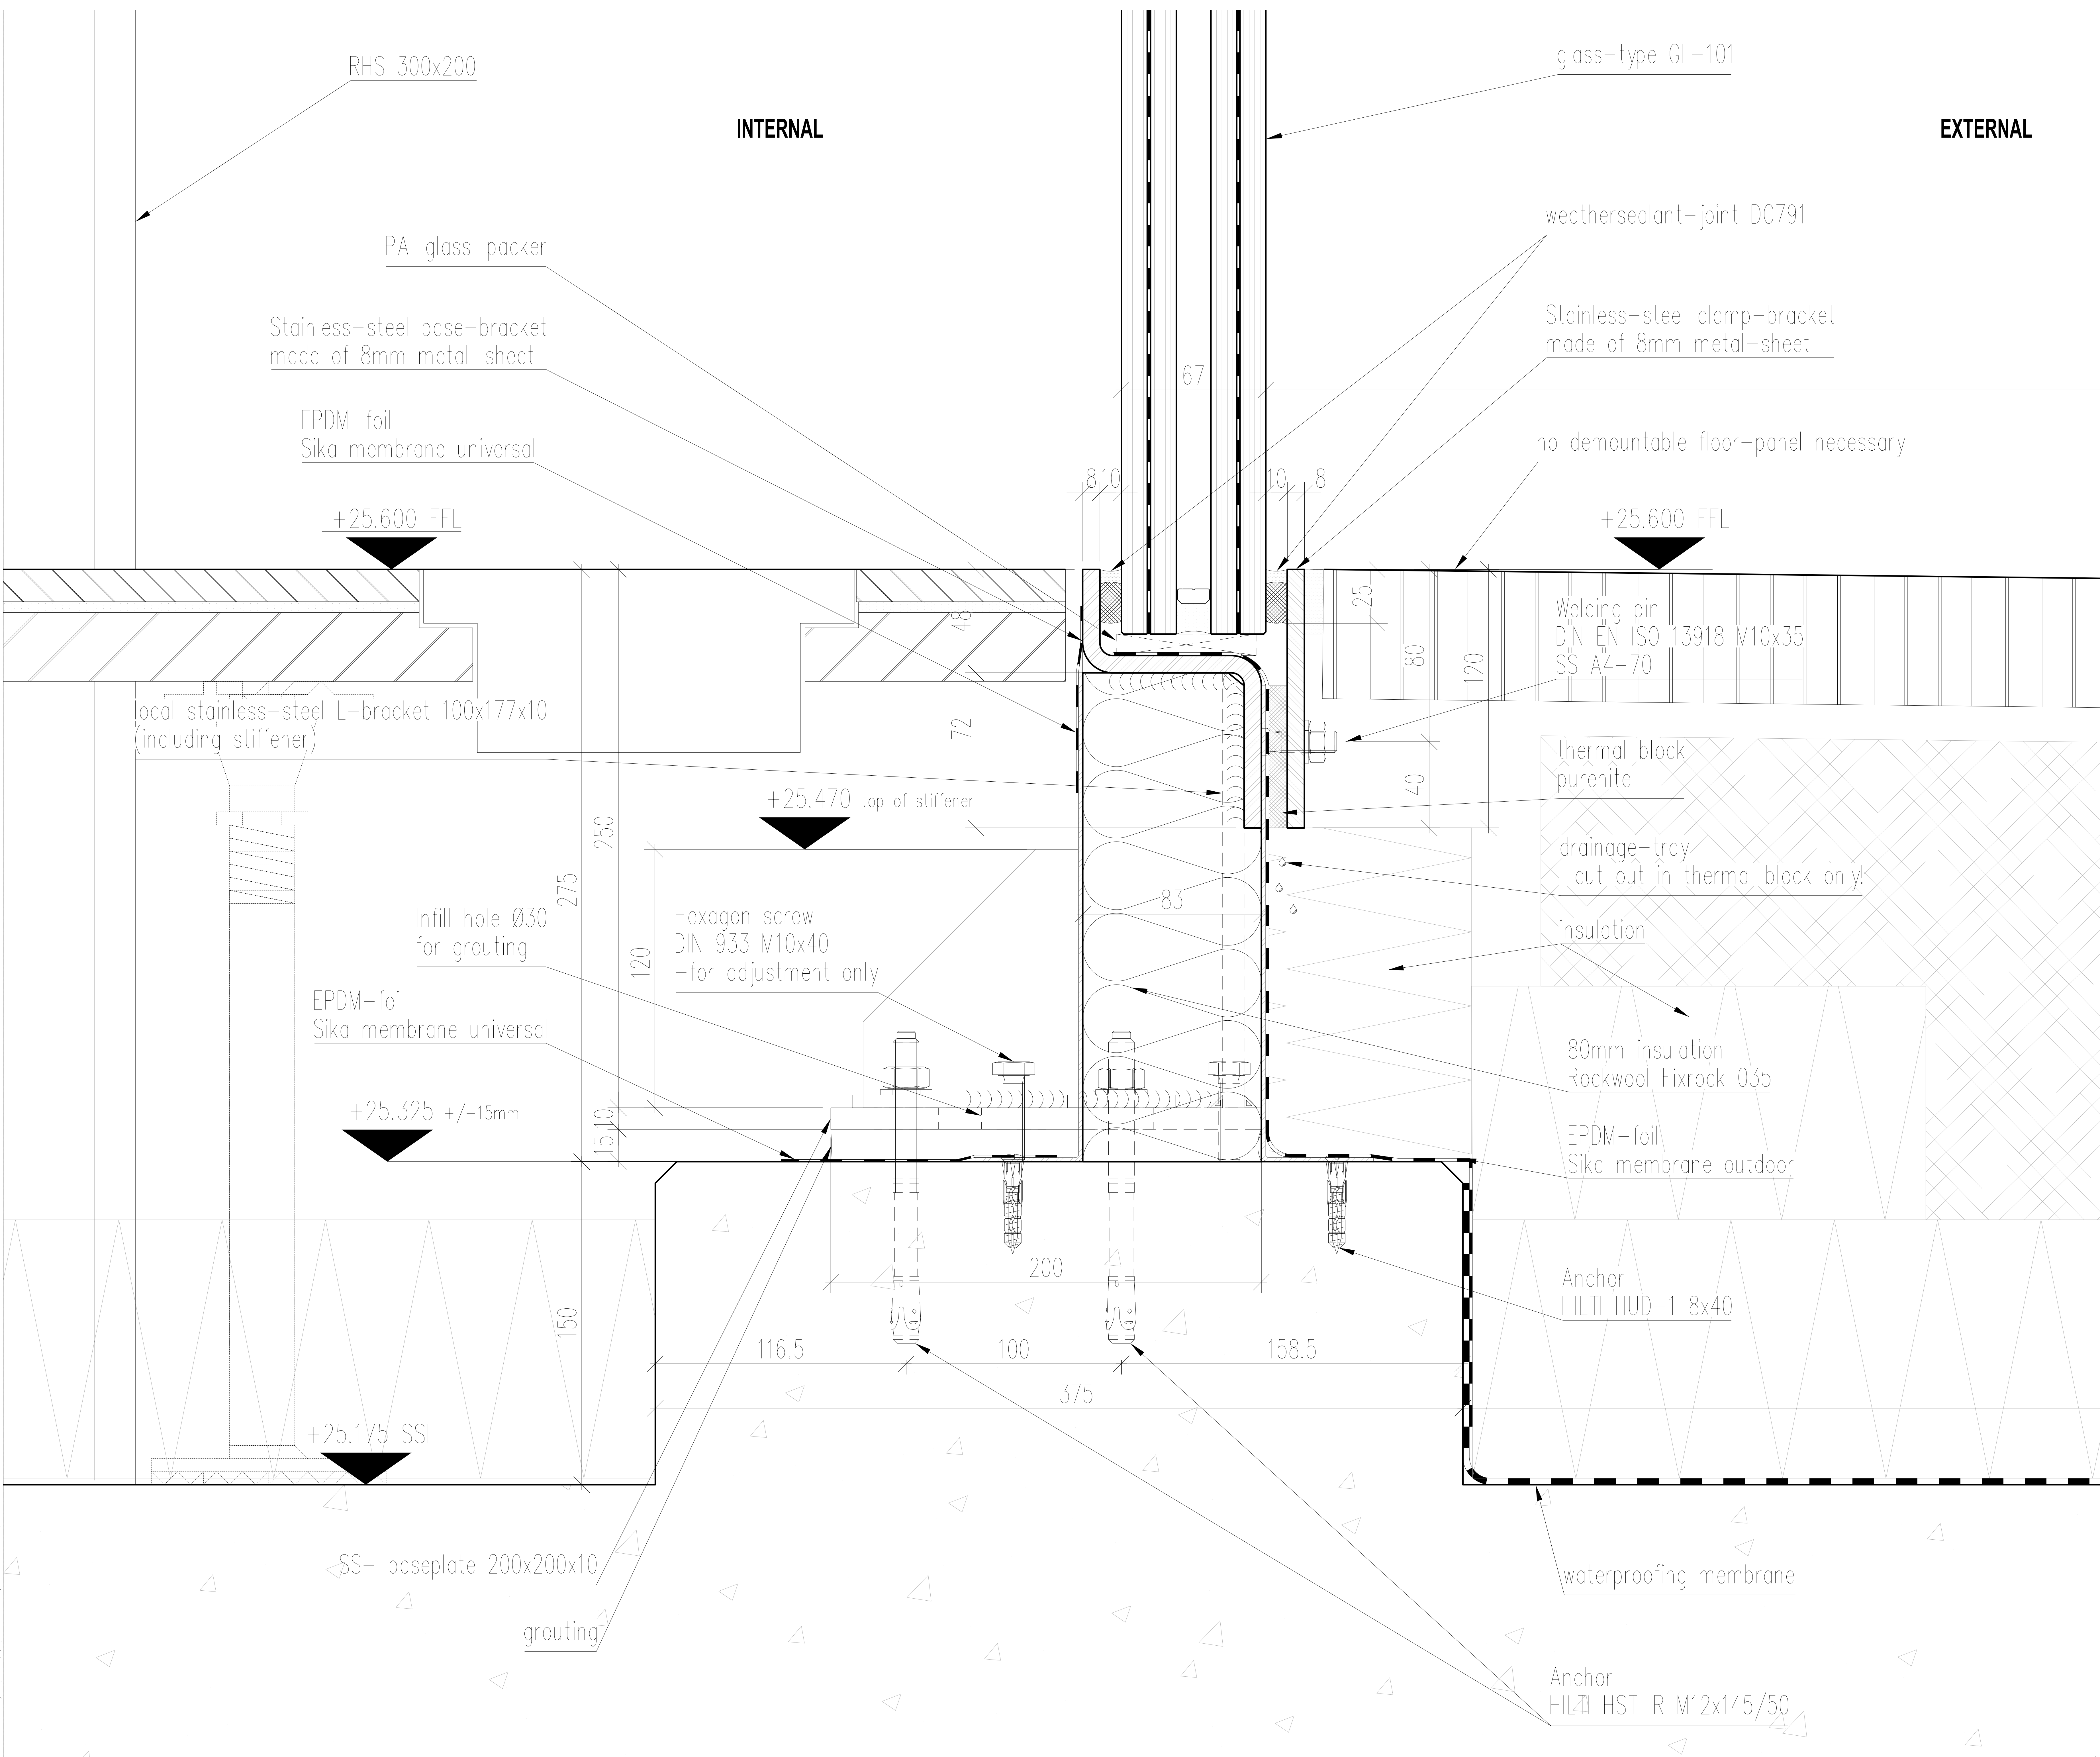 RHS 300x200
glass-type GL-101
INTERNAL
EXTERNAL
weathersealant-joint DC791
PA-glass-packer
Stainless-steel base-bracket
made of 8mm metal-sheet
Stainless-steel clamp-bracket
made of 8mm metal-sheet
67
EPDM-foil
Sika membrane universal
no demountable floor-panel necessary
8
10
10
8
+25.600 FFL
+25.600 FFL
25
48
Welding pin
DIN EN ISO 13918 M10x35
SS A4-70
80
120
local stainless-steel L-bracket 100x177x10
(including stiffener)
72
thermal block
purenite
40
+25.470 top of stiffener
250
275
drainage-tray
-cut out in thermal block only!
83
Infill hole Ø30
for grouting
Hexagon screw
DIN 933 M10x40
-for adjustment only
insulation
120
EPDM-foil
Sika membrane universal
80mm insulation
Rockwool Fixrock 035
+25.325 +/-15mm
10
15
EPDM-foil
Sika membrane outdoor
200
Anchor
HILTI HUD-1 8x40
150
116.5
100
158.5
375
+25.175 SSL
SS- baseplate 200x200x10
waterproofing membrane
grouting
Anchor
HILTI HST-R M12x145/50